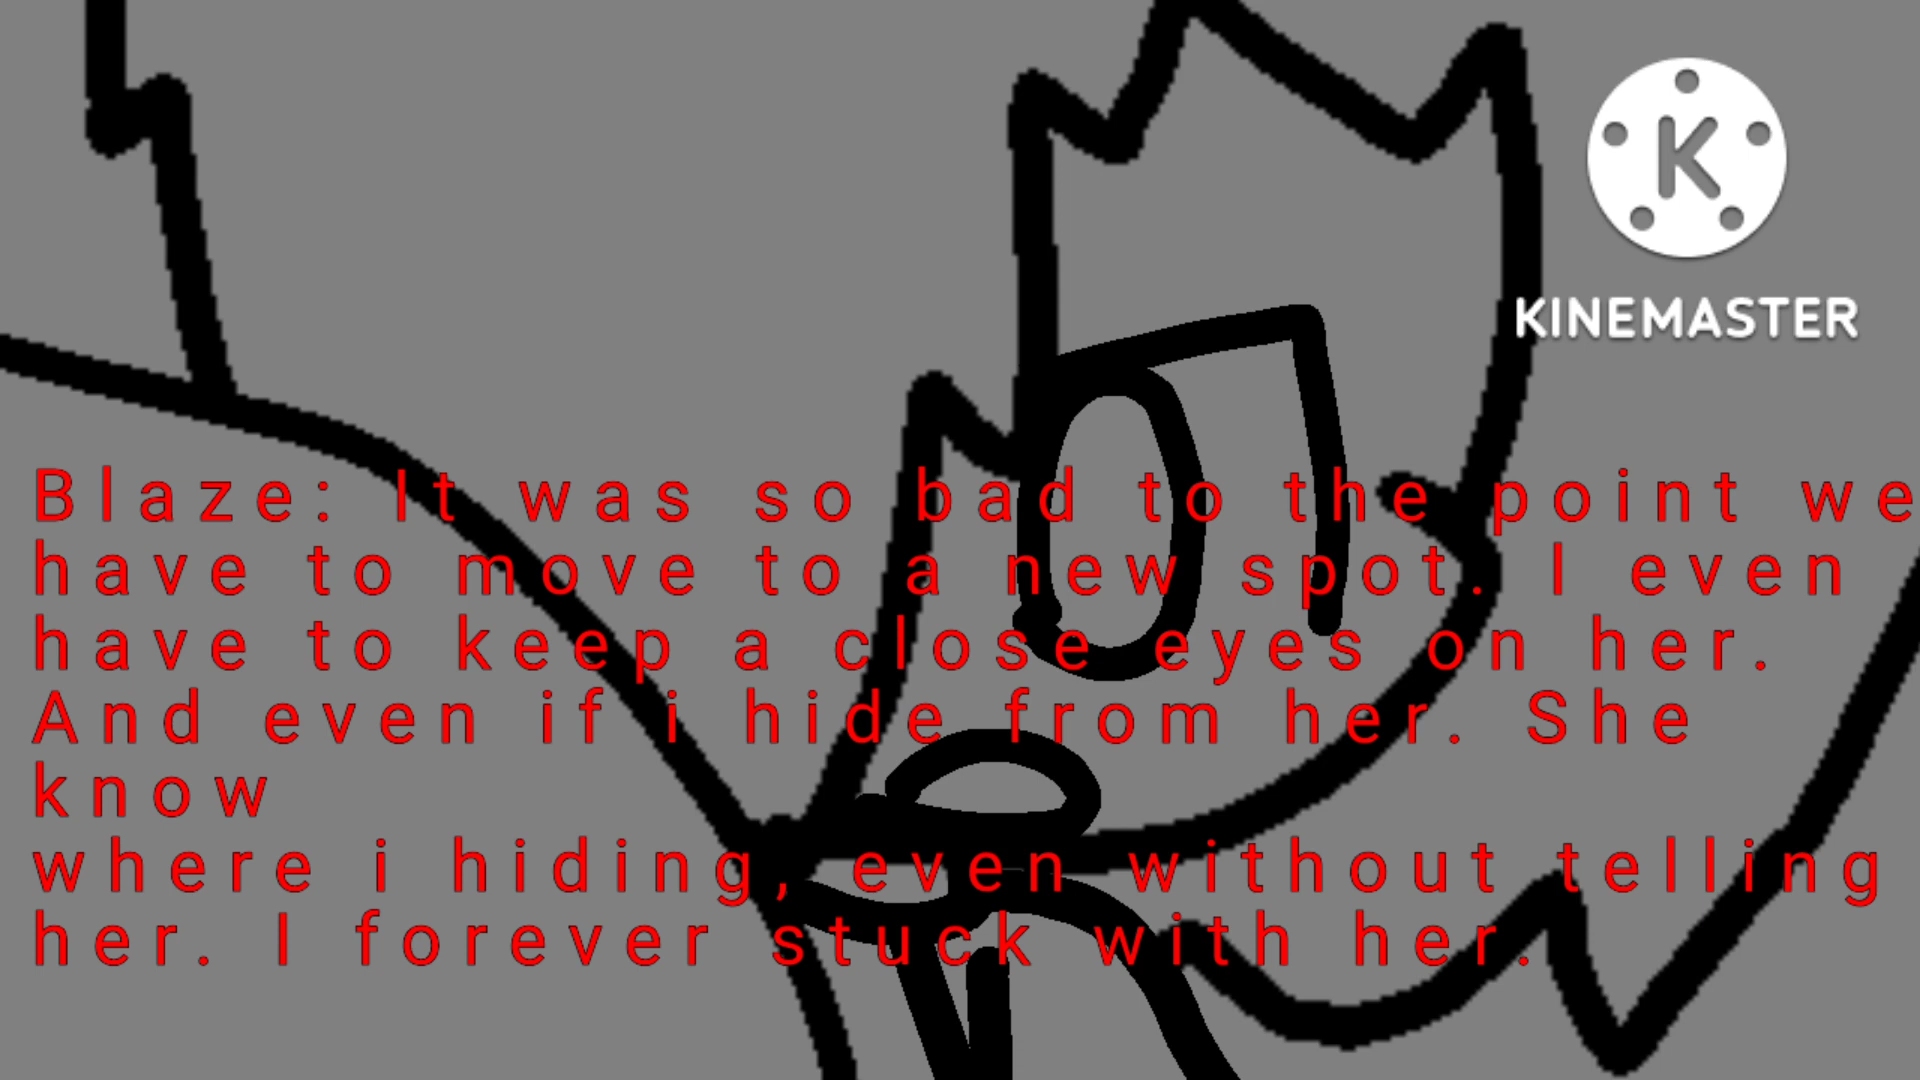 K
KINEMASTER
Blaze: It was so bad to the point we
have to move to a new spot. I even
have to keep a close eyes on her.
And even if i hide from her. She
know
where i hiding, even without telling
her. I forever stuck with her.